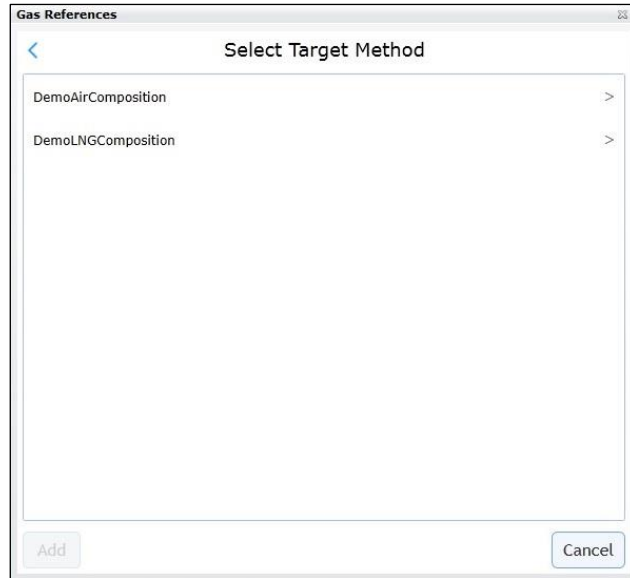 Gas References
Select Target Method
DemoAirComposition >
DemoLNGComposition >
Add
Cancel